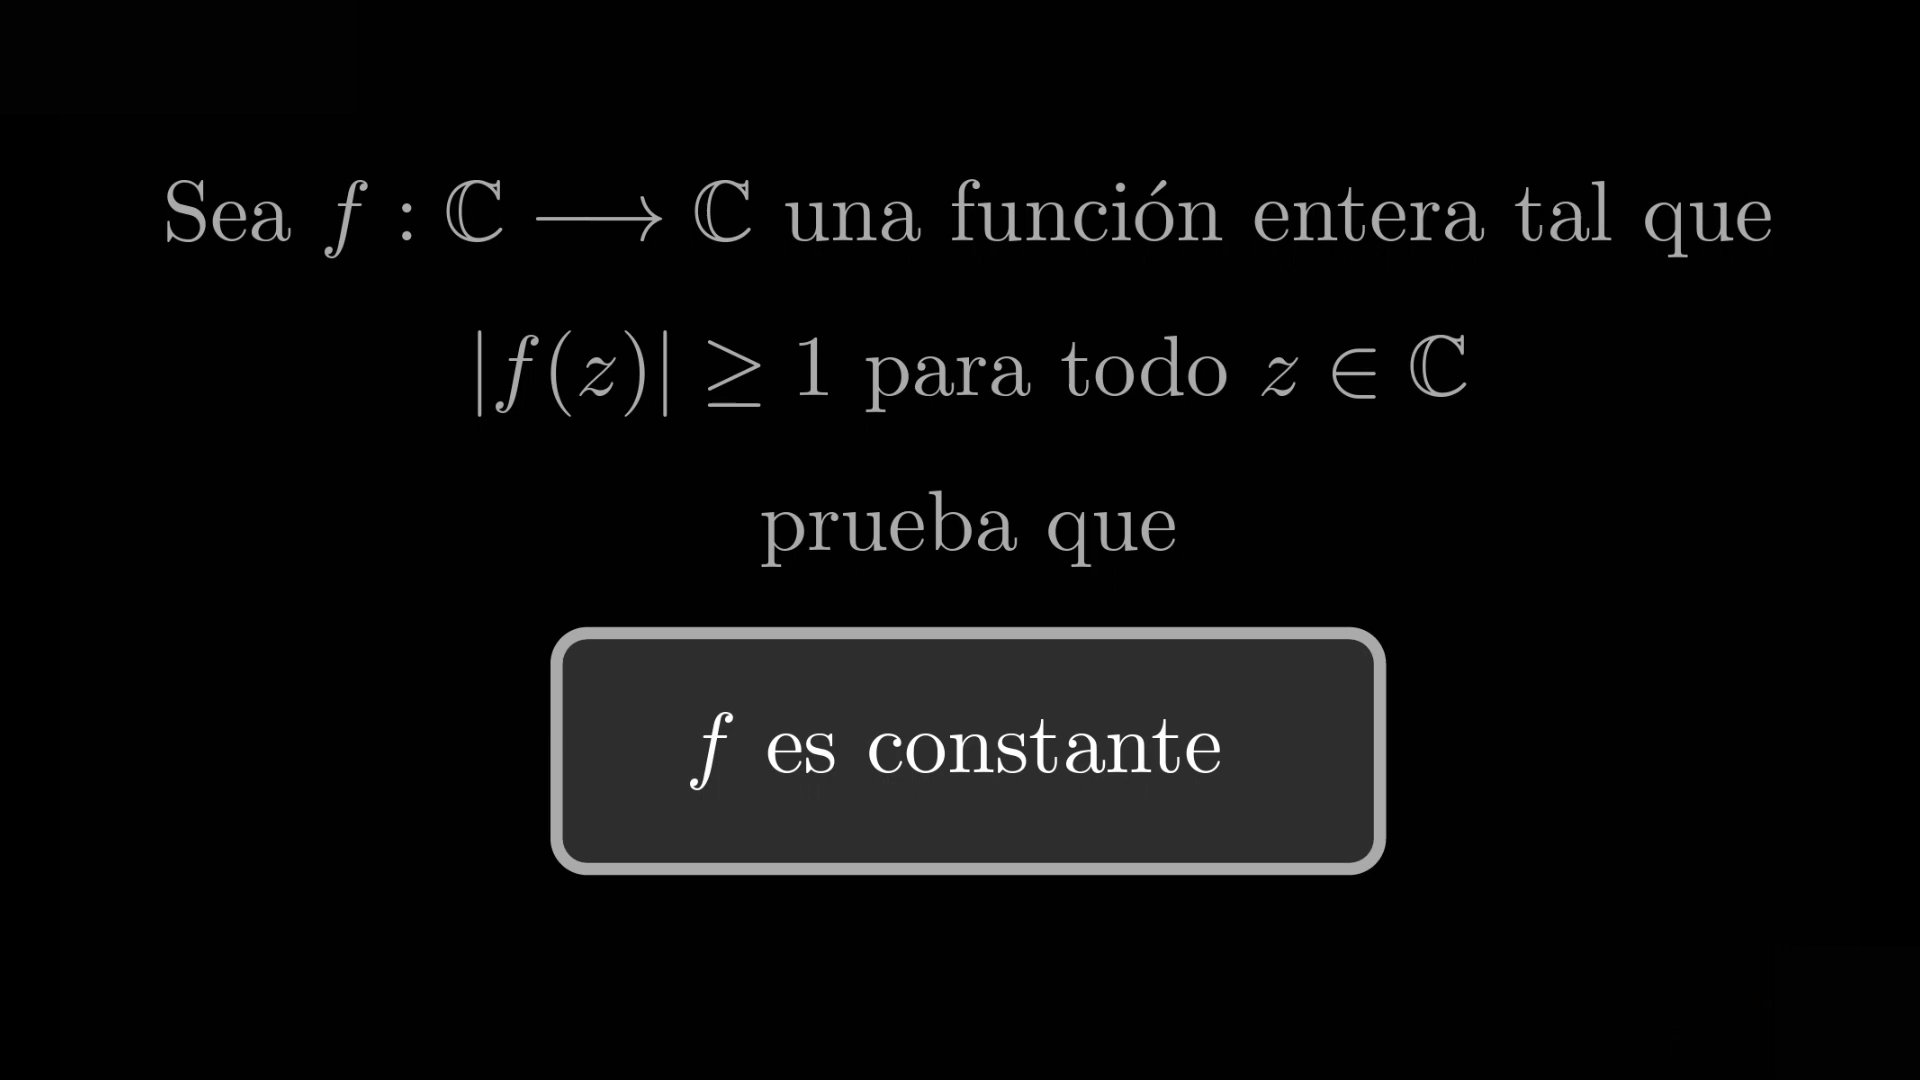 Sea f : ℂ ⟶ ℂ una función entera tal que
|f(z)| ≥ 1 para todo z ∈ ℂ
prueba que
f es constante